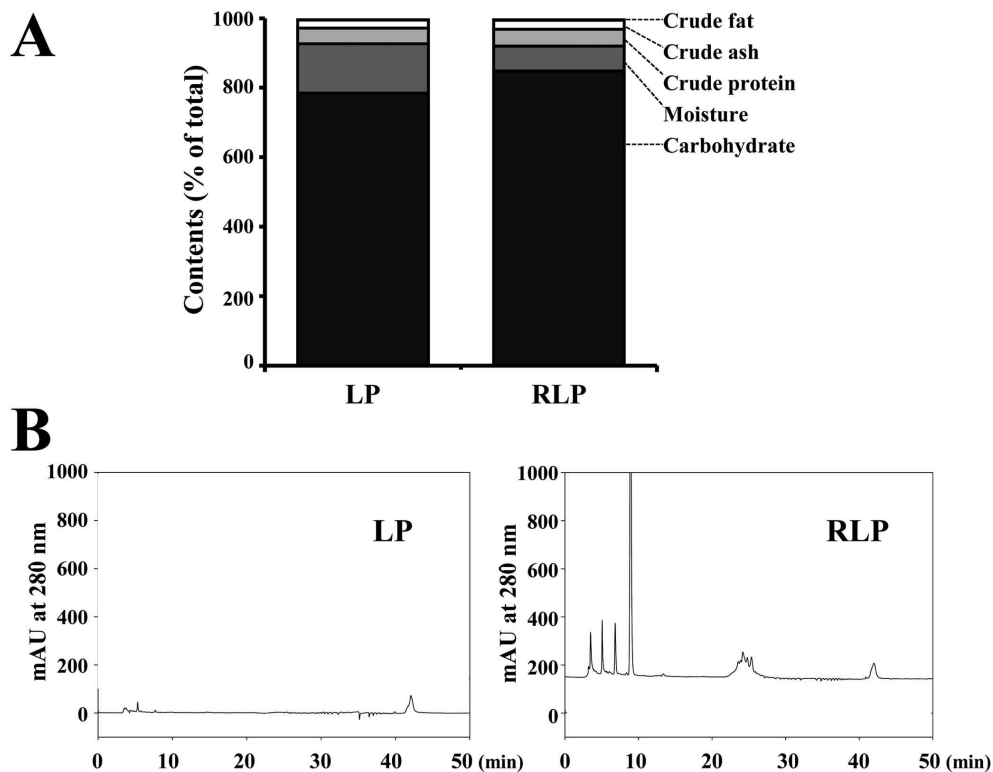 A
Contents (% of total)
1000
800
600
400
200
0
LP
RLP
Crude fat
Crude ash
Crude protein
Moisture
Carbohydrate
B
mAU at 280 nm
1000
800
600
400
200
0
LP
0 10 20 30 40 50 (min)
mAU at 280 nm
1000
800
600
400
200
0
RLP
0 10 20 30 40 50 (min)